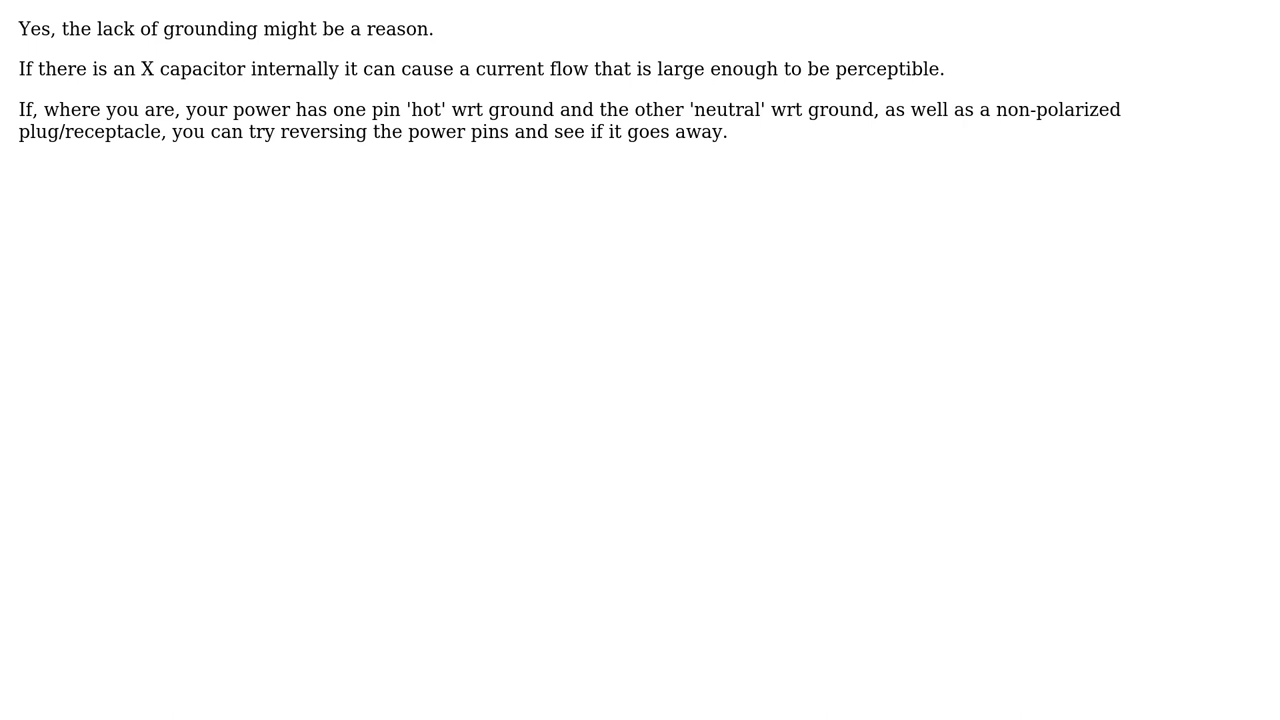 Yes, the lack of grounding might be a reason.
If there is an X capacitor internally it can cause a current flow that is large enough to be perceptible.
If, where you are, your power has one pin 'hot' wrt ground and the other 'neutral' wrt ground, as well as a non-polarized
plug/receptacle, you can try reversing the power pins and see if it goes away.